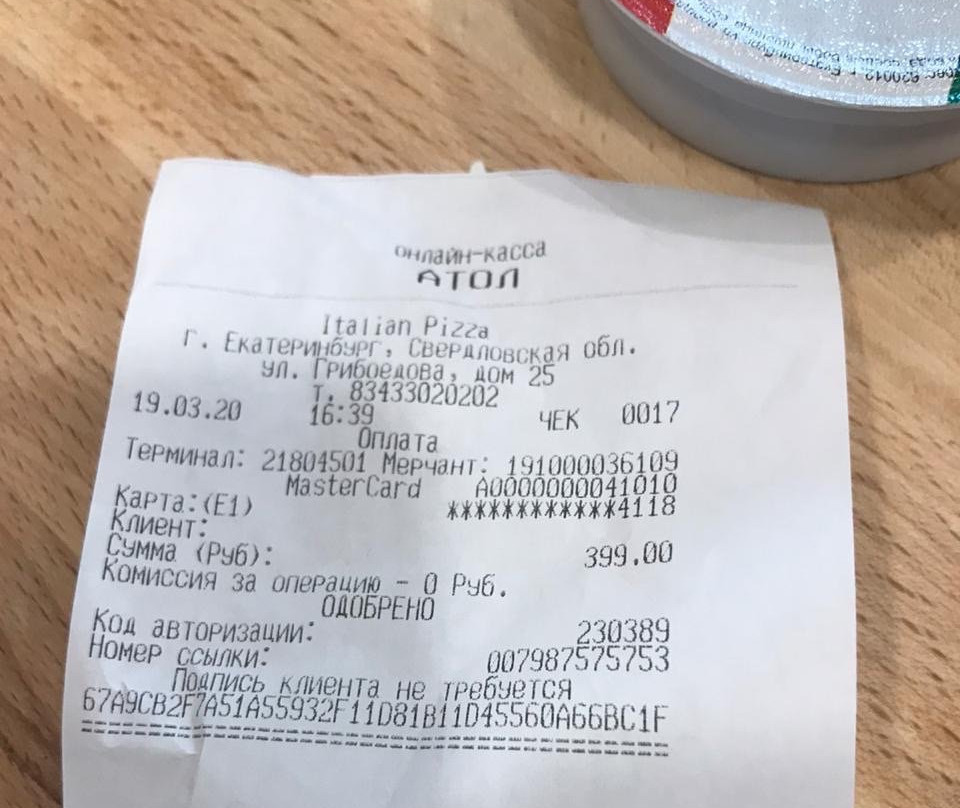 онлайн-касса
АТОЛ
Italian Pizza
Г. Екатеринбург, Свердловская обл.
ул. Грибоедова, дом 25
Т. 83433020202
19.03.20 16:39 ЧЕК 0017
Оплата
Терминал: 21804501 Мерчант: 191000036109
MasterCard A0000000041010
Карта:(E1) ************4118
Клиент:
Сумма (Руб): 399.00
Комиссия за операцию - 0 Руб.
ОДОБРЕНО
Код авторизации: 230389
Номер ссылки: 007987575753
Подпись клиента не требуется
67A9CB2F7A51A55932F11D81B11D45560A66BC1F